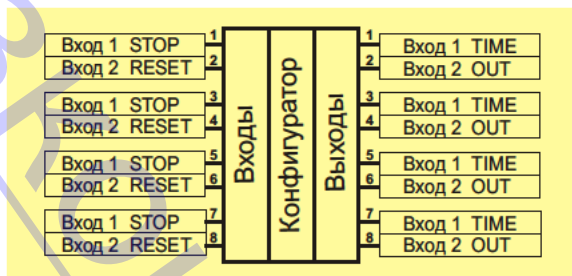 1 Вход 1 STOP
2 Вход 2 RESET
3 Вход 1 STOP
4 Вход 2 RESET
5 Вход 1 STOP
6 Вход 2 RESET
7 Вход 1 STOP
8 Вход 2 RESET
Входы
Конфигуратор
Выходы
1 Вход 1 TIME
2 Вход 2 OUT
3 Вход 1 TIME
4 Вход 2 OUT
5 Вход 1 TIME
6 Вход 2 OUT
7 Вход 1 TIME
8 Вход 2 OUT